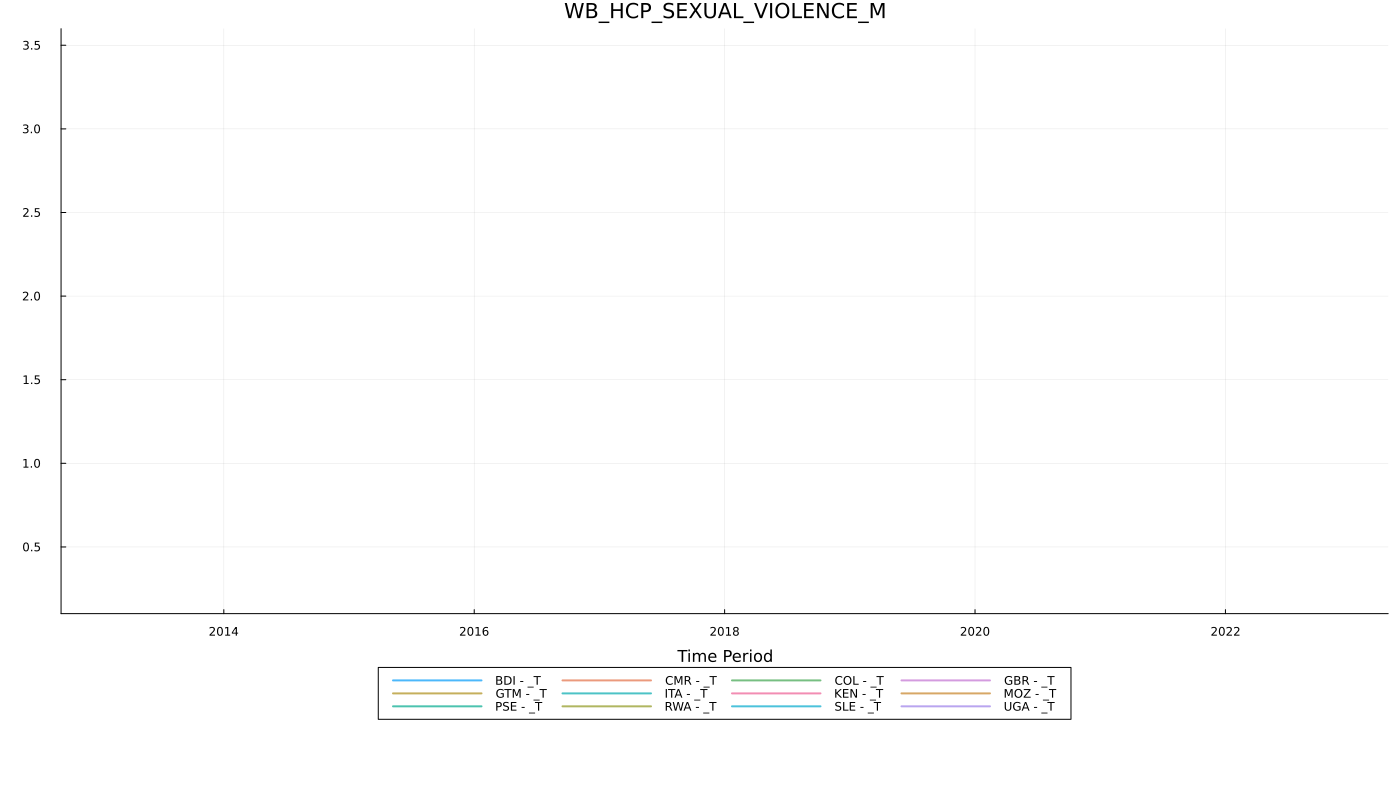 WB_HCP_SEXUAL_VIOLENCE_M
3.5
3.0
2.5
2.0
1.5
1.0
0.5
2014 2016 2018 2020 2022
Time Period
BDI - _T CMR - _T COL - _T GBR - _T
GTM - _T ITA - _T KEN - _T MOZ - _T
PSE - _T RWA - _T SLE - _T UGA - _T